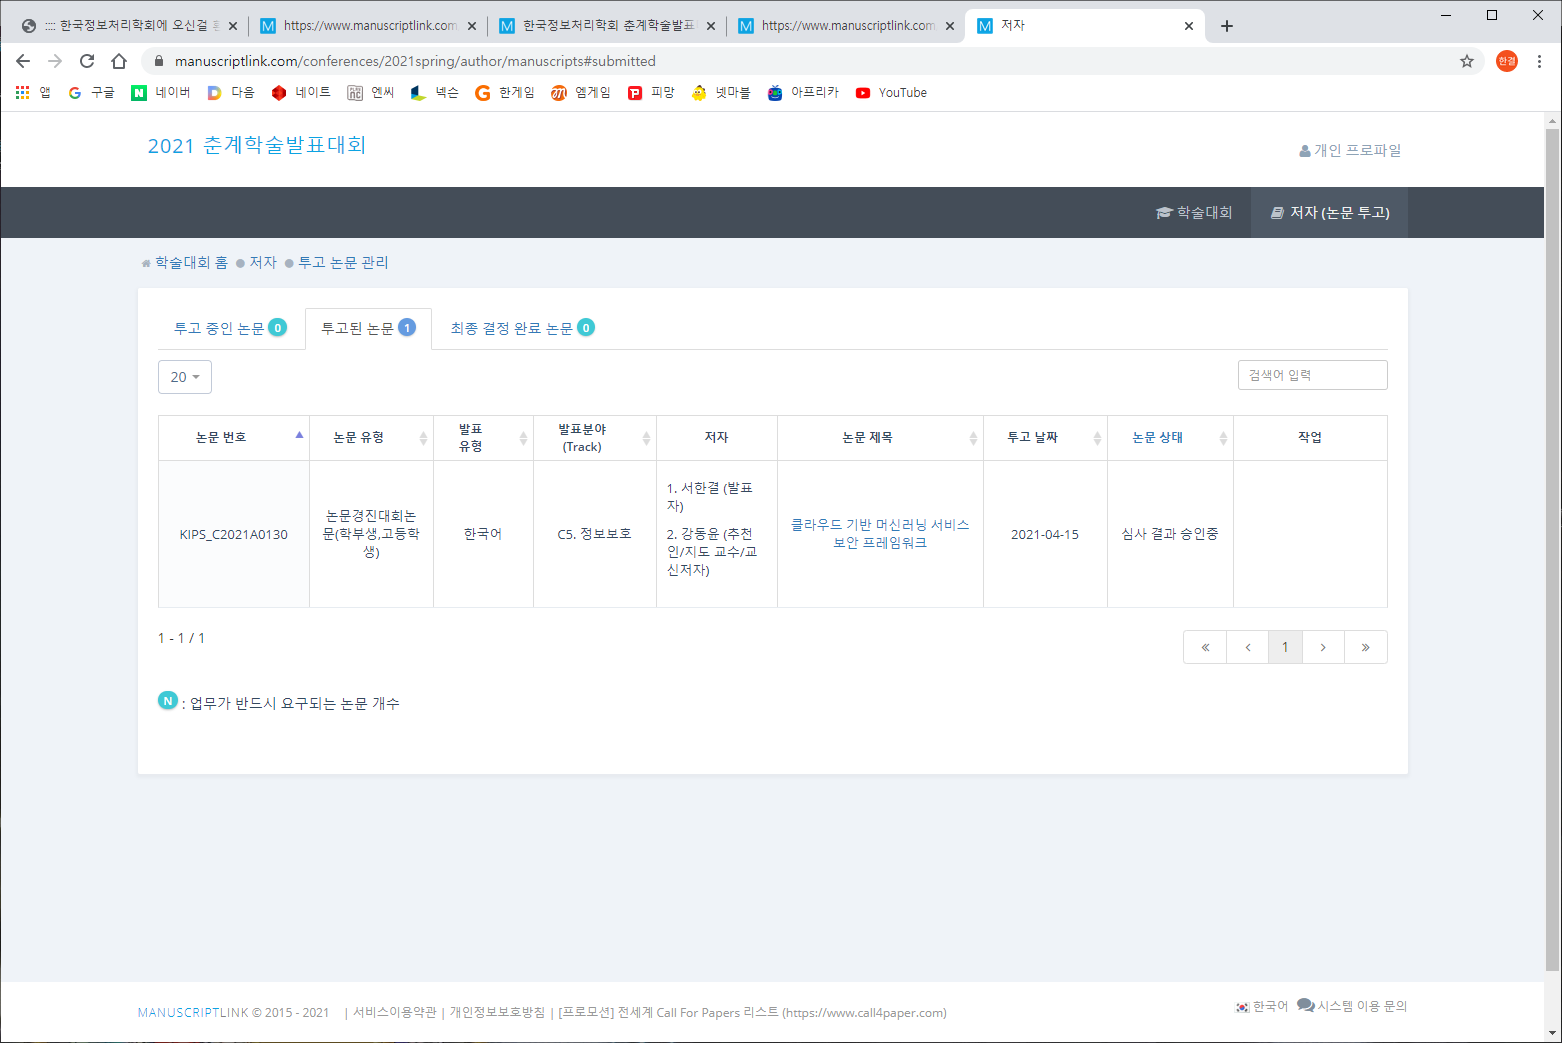 :::: 한국정보처리학회에 오신걸 환
https://www.manuscriptlink.com
한국정보처리학회 춘계학술발표
https://www.manuscriptlink.com
저자
manuscriptlink.com/conferences/2021spring/author/manuscripts#submitted
한결
앱
구글
네이버
다음
네이트
엔씨
넥슨
한게임
엠게임
피망
넷마블
아프리카
YouTube
2021 춘계학술발표대회
개인 프로파일
학술대회
저자 (논문 투고)
학술대회 홈
저자
투고 논문 관리
투고 중인 논문 0
투고된 논문 1
최종 결정 완료 논문 0
20
검색어 입력
논문 번호
논문 유형
발표
유형
발표분야
(Track)
저자
논문 제목
투고 날짜
논문 상태
작업
KIPS_C2021A0130
논문경진대회논
문(학부생,고등학
생)
한국어
C5. 정보보호
1. 서한결 (발표
자)
2. 강동윤 (추천
인/지도 교수/교
신저자)
클라우드 기반 머신러닝 서비스
보안 프레임워크
2021-04-15
심사 결과 승인중
1 - 1 / 1
« ‹ 1 › »
N : 업무가 반드시 요구되는 논문 개수
MANUSCRIPTLINK © 2015 - 2021 | 서비스이용약관 | 개인정보보호방침 | [프로모션] 전세계 Call For Papers 리스트 (https://www.call4paper.com)
한국어
시스템 이용 문의